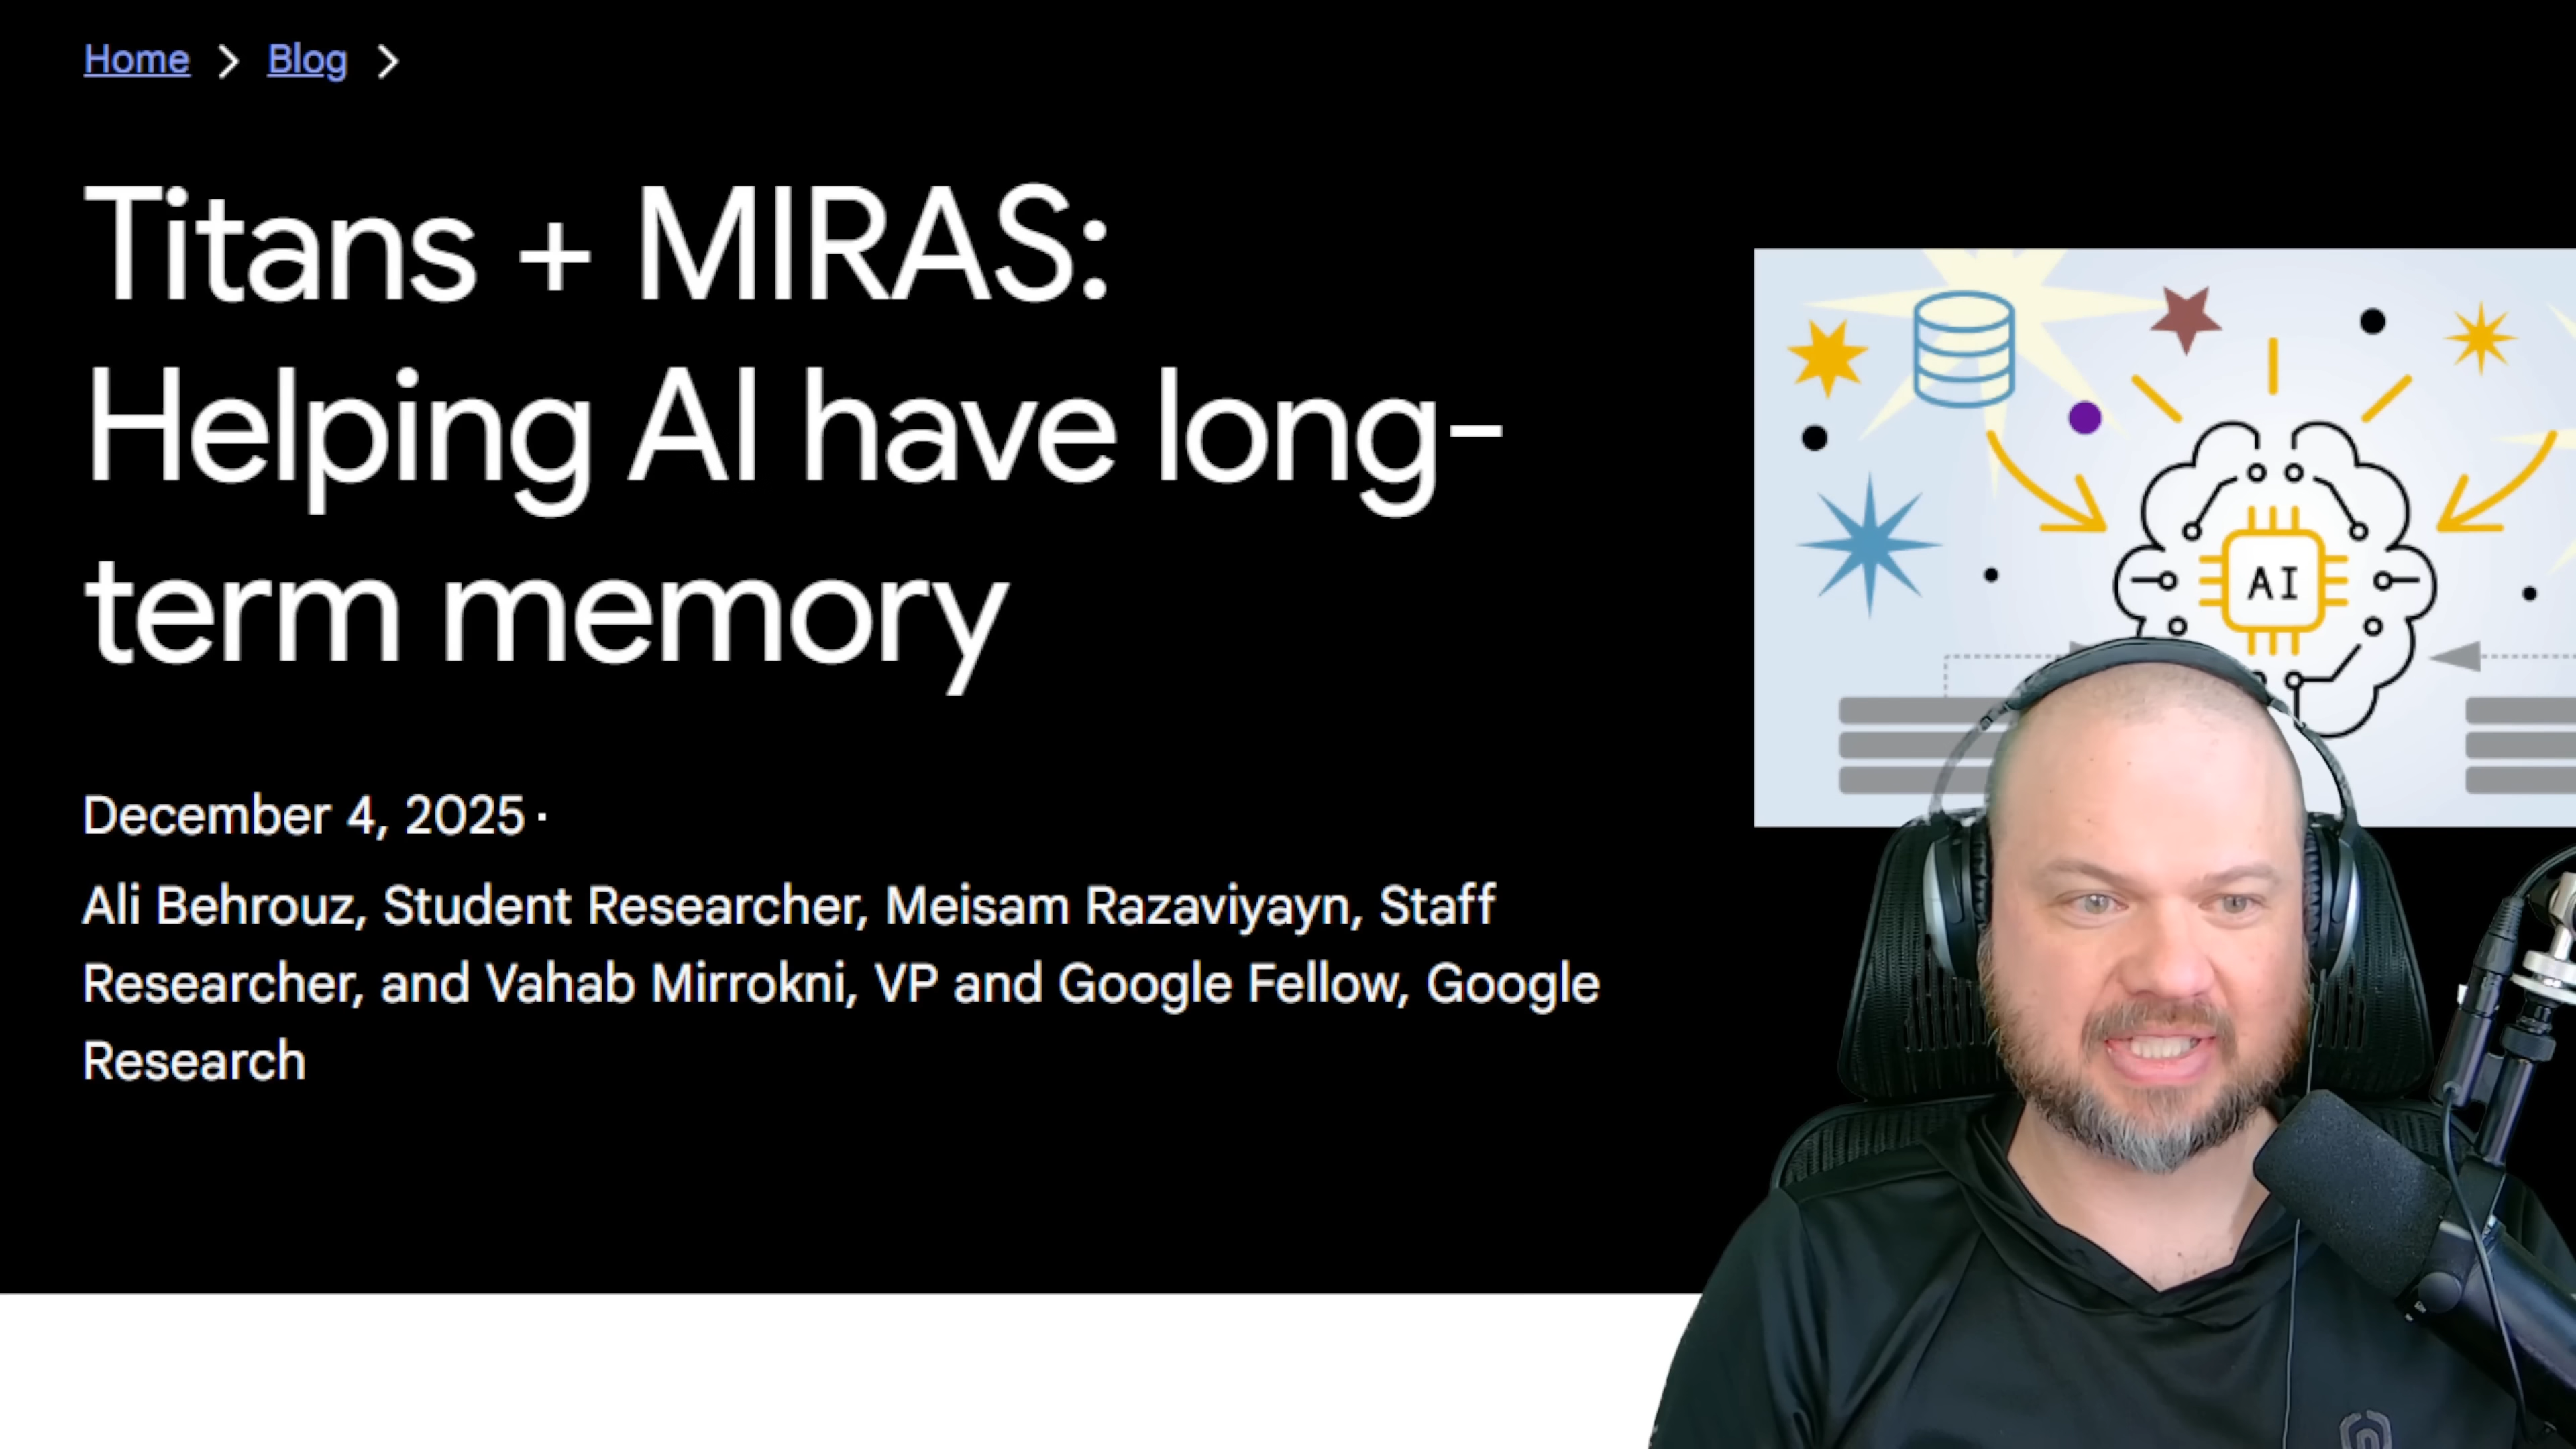 Home > Blog >
Titans + MIRAS:
Helping AI have long-
term memory
December 4, 2025 ·
Ali Behrouz, Student Researcher, Meisam Razaviyayn, Staff
Researcher, and Vahab Mirrokni, VP and Google Fellow, Google
Research
AI